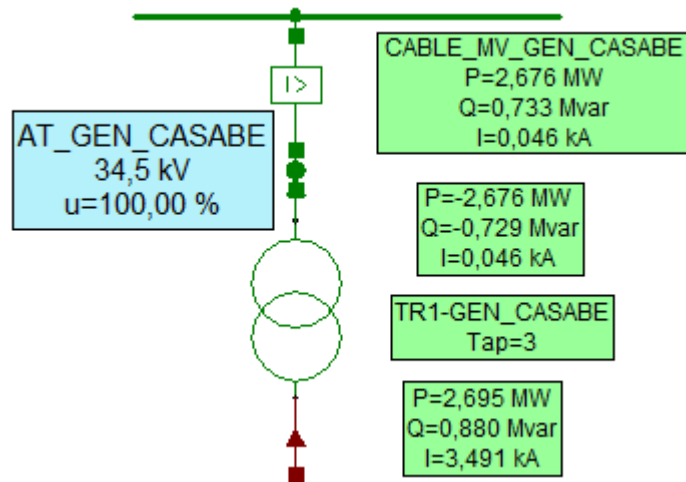 CABLE_MV_GEN_CASABE
P=2,676 MW
Q=0,733 Mvar
I=0,046 kA
I>
AT_GEN_CASABE
34,5 kV
u=100,00 %
P=-2,676 MW
Q=-0,729 Mvar
I=0,046 kA
TR1-GEN_CASABE
Tap=3
P=2,695 MW
Q=0,880 Mvar
I=3,491 kA